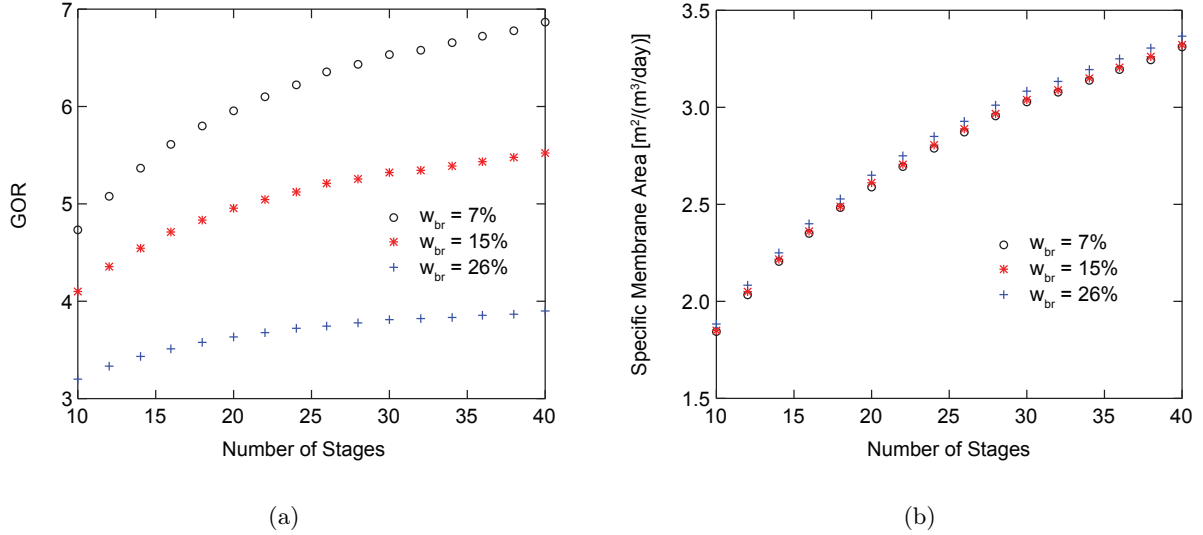 7
6
5
4
3
GOR
w_br = 7%
w_br = 15%
w_br = 26%
10 15 20 25 30 35 40
Number of Stages
(a)
3.5
3.0
2.5
2.0
1.5
Specific Membrane Area [m²/(m³/day)]
w_br = 7%
w_br = 15%
w_br = 26%
10 15 20 25 30 35 40
Number of Stages
(b)